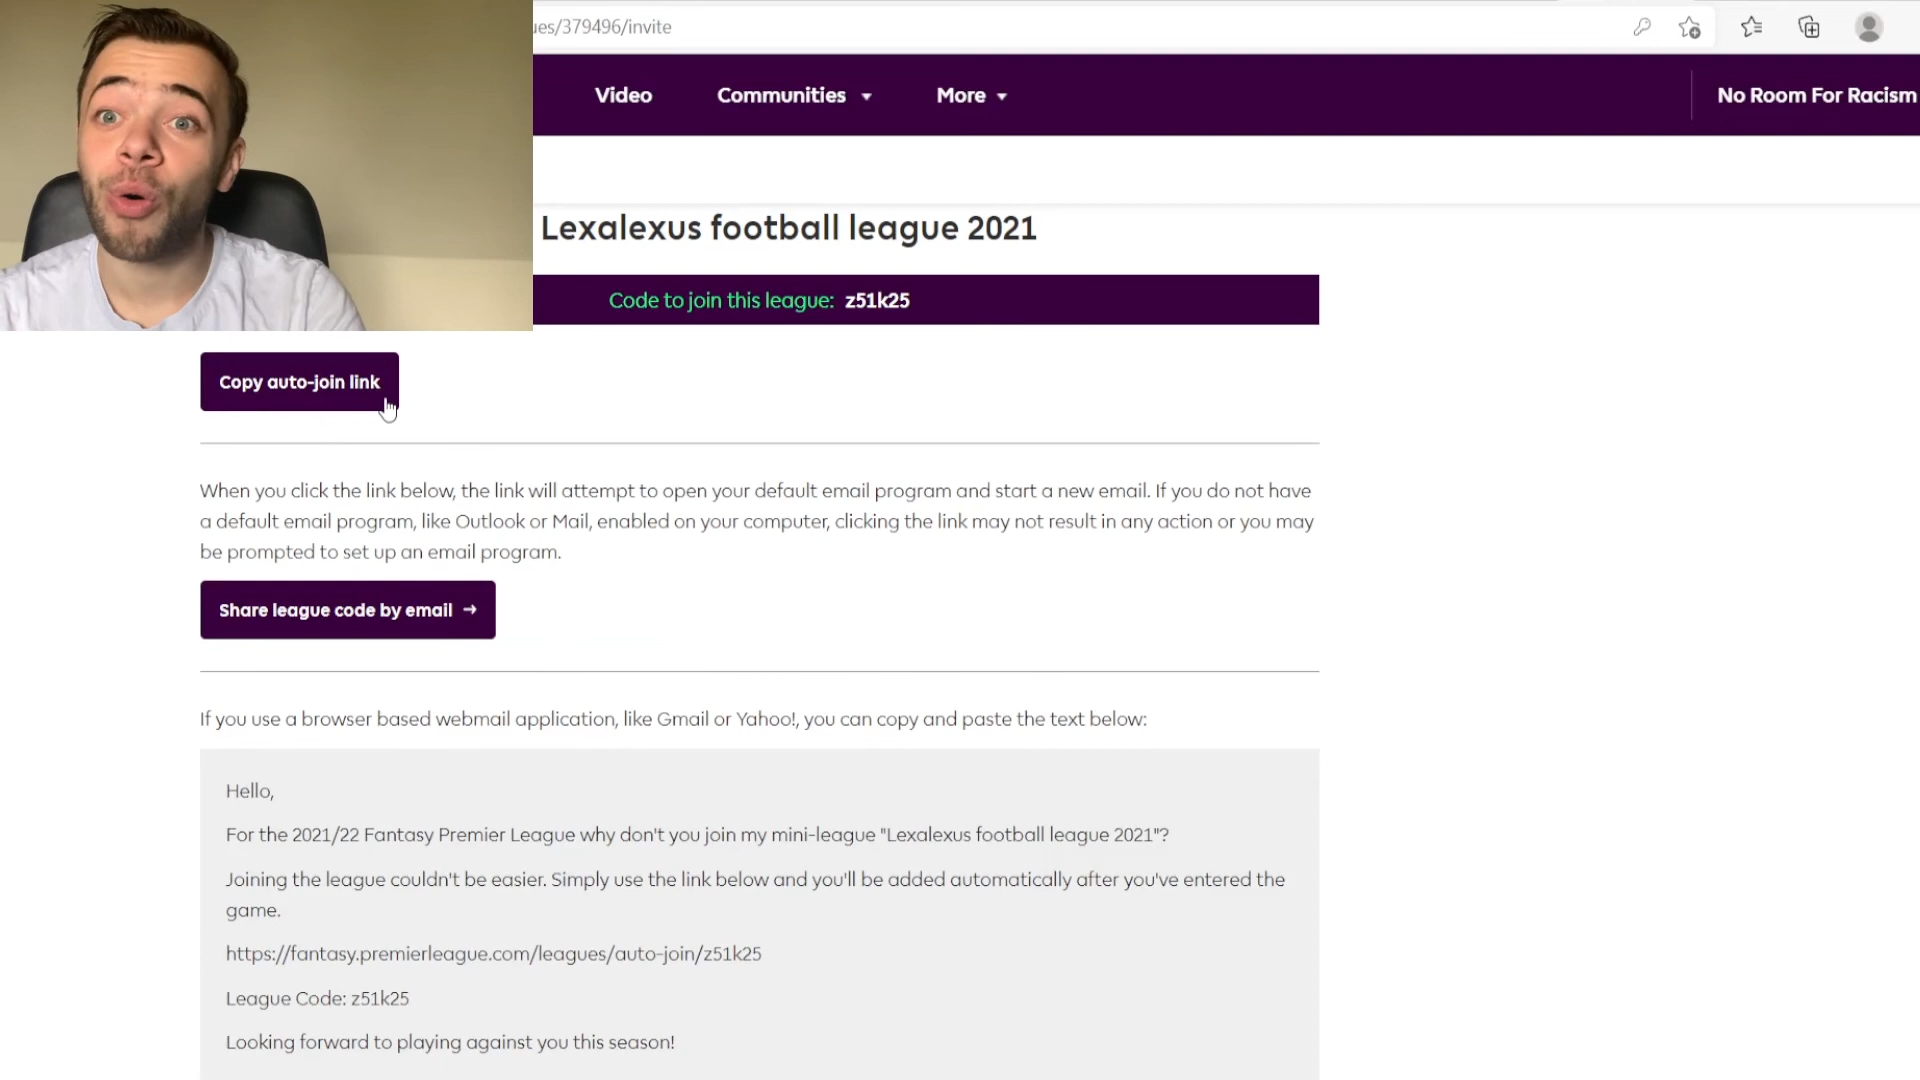 ues/379496/invite
Video Communities More No Room For Racism
Lexalexus football league 2021
Code to join this league: z51k25
Copy auto-join link
When you click the link below, the link will attempt to open your default email program and start a new email. If you do not have
a default email program, like Outlook or Mail, enabled on your computer, clicking the link may not result in any action or you may
be prompted to set up an email program.
Share league code by email →
If you use a browser based webmail application, like Gmail or Yahoo!, you can copy and paste the text below:
Hello,
For the 2021/22 Fantasy Premier League why don't you join my mini-league "Lexalexus football league 2021"?
Joining the league couldn't be easier. Simply use the link below and you'll be added automatically after you've entered the
game.
https://fantasy.premierleague.com/leagues/auto-join/z51k25
League Code: z51k25
Looking forward to playing against you this season!